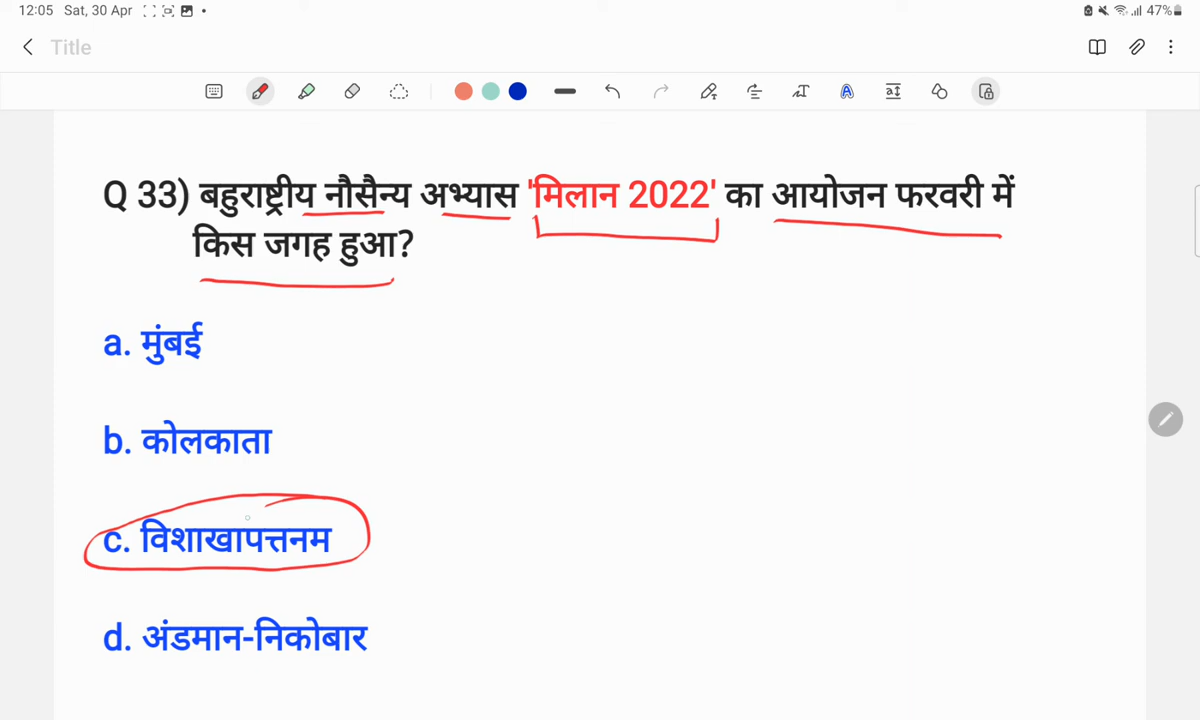 12:05 Sat, 30 Apr 47%
Title
Q 33) बहुराष्ट्रीय नौसैन्य अभ्यास 'मिलान 2022' का आयोजन फरवरी में
किस जगह हुआ?
a. मुंबई
b. कोलकाता
c. विशाखापत्तनम
d. अंडमान-निकोबार